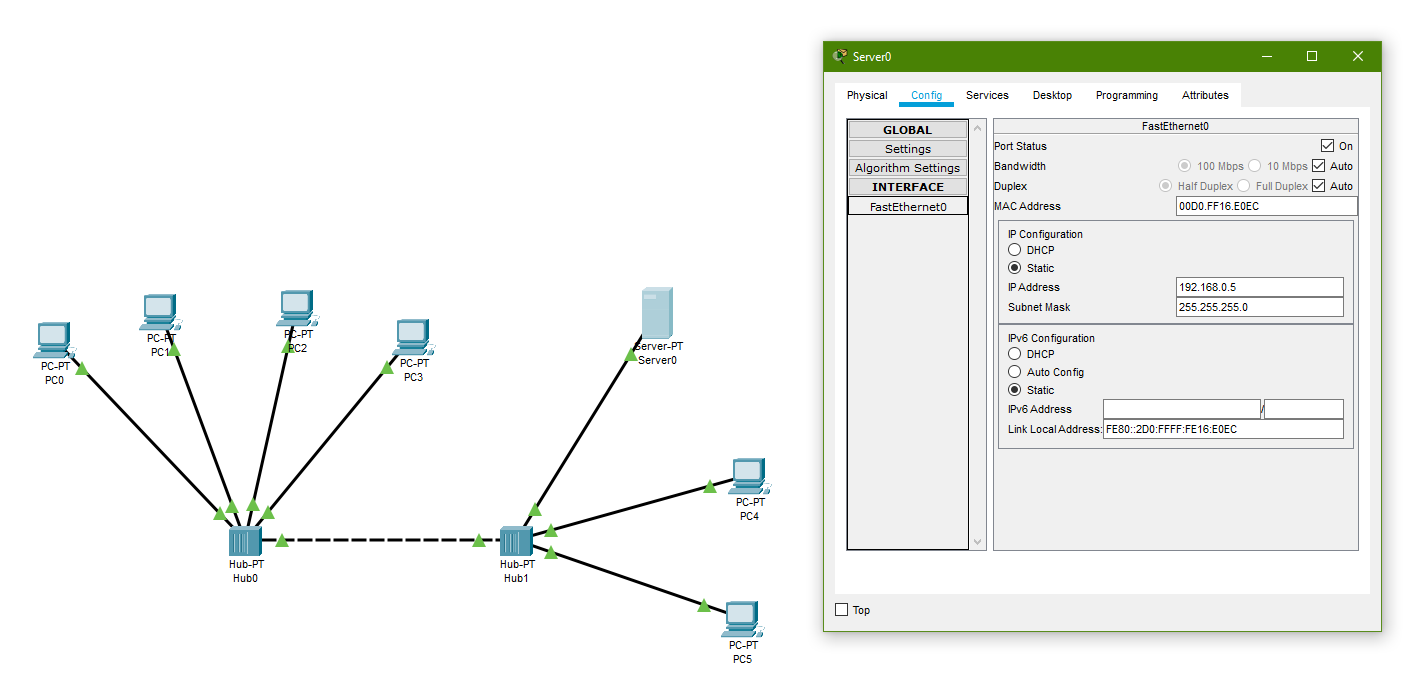 Server0
Physical Config Services Desktop Programming Attributes
GLOBAL
Settings
Algorithm Settings
INTERFACE
FastEthernet0
FastEthernet0
Port Status On
Bandwidth 100 Mbps 10 Mbps Auto
Duplex Half Duplex Full Duplex Auto
MAC Address 00D0.FF16.E0EC
IP Configuration
DHCP
Static
IP Address 192.168.0.5
Subnet Mask 255.255.255.0
IPv6 Configuration
DHCP
Auto Config
Static
IPv6 Address /
Link Local Address: FE80::2D0:FFFF:FE16:E0EC
Top
PC-PT
PC0
PC-PT
PC1
PC-PT
PC2
PC-PT
PC3
Server-PT
Server0
PC-PT
PC4
Hub-PT
Hub0
Hub-PT
Hub1
PC-PT
PC5